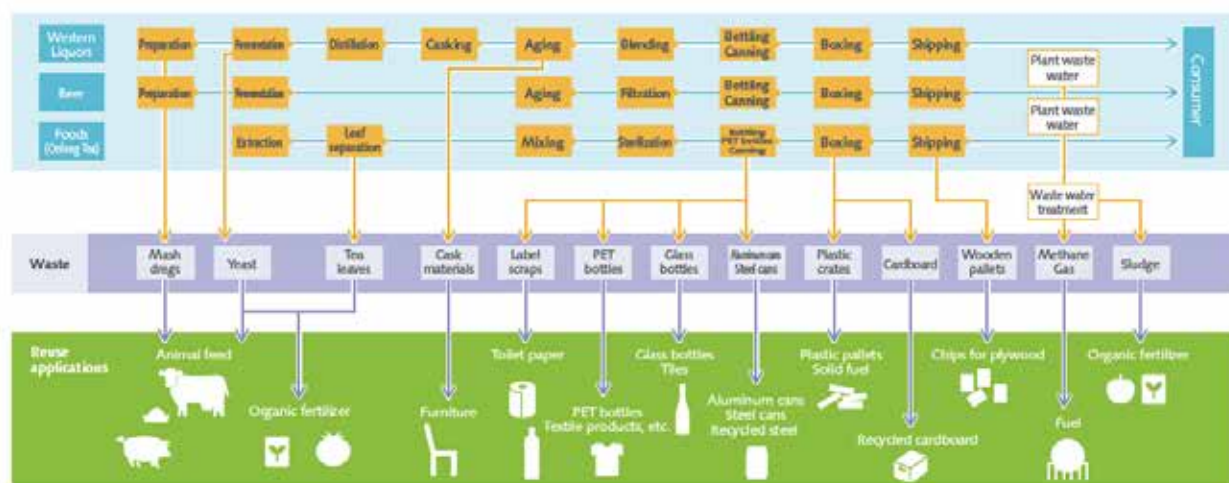 Western
Liquors
Preparation
Fermentation
Distillation
Casking
Aging
Blending
Bottling
Canning
Boxing
Shipping
Plant waste
water
Beer
Preparation
Fermentation
Aging
Filtration
Bottling
Canning
Boxing
Shipping
Plant waste
water
Foods
(Oolong Tea)
Extraction
Leaf
separation
Mixing
Sterilization
Bottling
PET bottles
Canning
Boxing
Shipping
Consumer
Waste water
treatment
Waste
Mash
dregs
Yeast
Tea
leaves
Cask
materials
Label
scraps
PET
bottles
Glass
bottles
Aluminum cans
Steel cans
Plastic
crates
Cardboard
Wooden
pallets
Methane
Gas
Sludge
Reuse
applications
Animal feed
Organic fertilizer
Furniture
Toilet paper
PET bottles
Textile products, etc.
Glass bottles
Tiles
Aluminum cans
Steel cans
Recycled steel
Plastic pallets
Solid fuel
Recycled cardboard
Chips for plywood
Fuel
Organic fertilizer